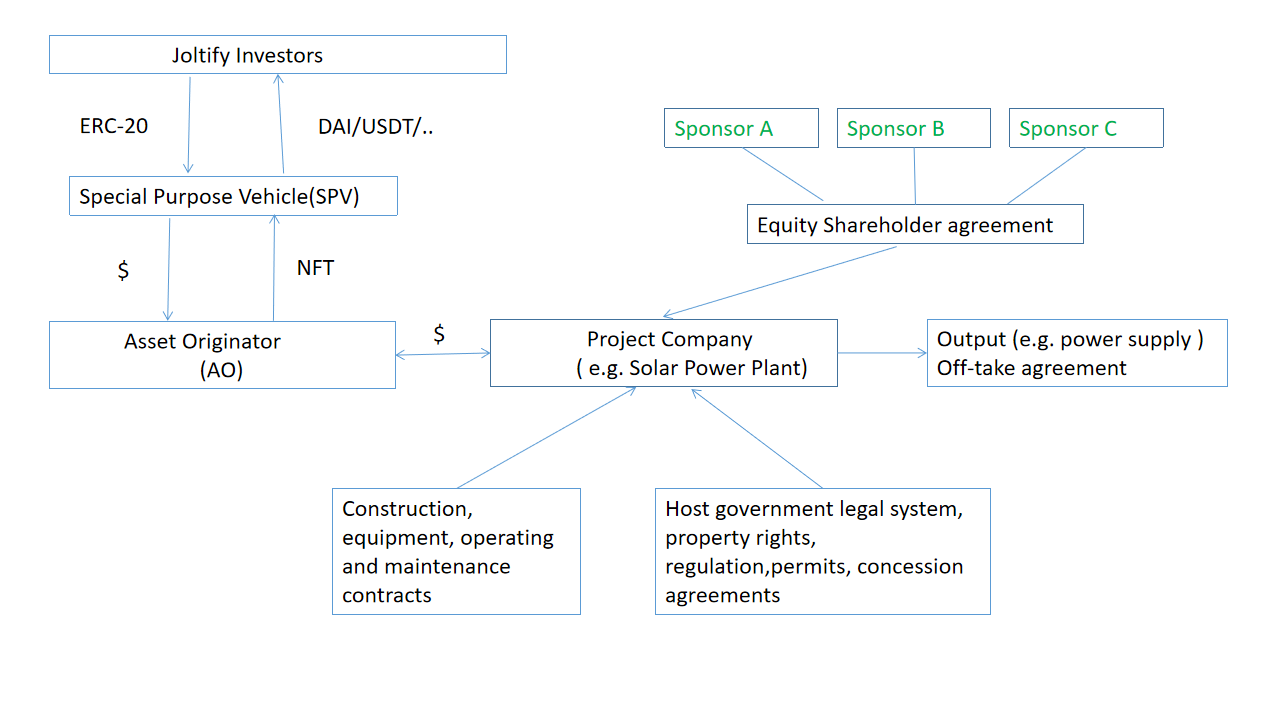 Joltify Investors
ERC-20
DAI/USDT/..
Special Purpose Vehicle(SPV)
$
NFT
Asset Originator
(AO)
$
Sponsor A
Sponsor B
Sponsor C
Equity Shareholder agreement
Project Company
( e.g. Solar Power Plant)
Output (e.g. power supply )
Off-take agreement
Construction,
equipment, operating
and maintenance
contracts
Host government legal system,
property rights,
regulation,permits, concession
agreements